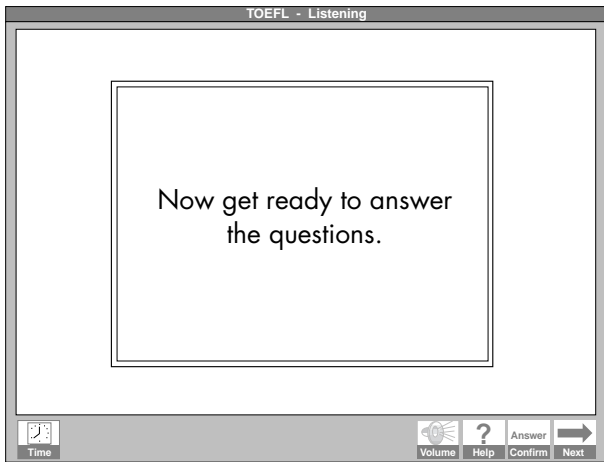 TOEFL - Listening
Now get ready to answer
the questions.
?
Answer
Time
Volume
Help
Confirm
Next